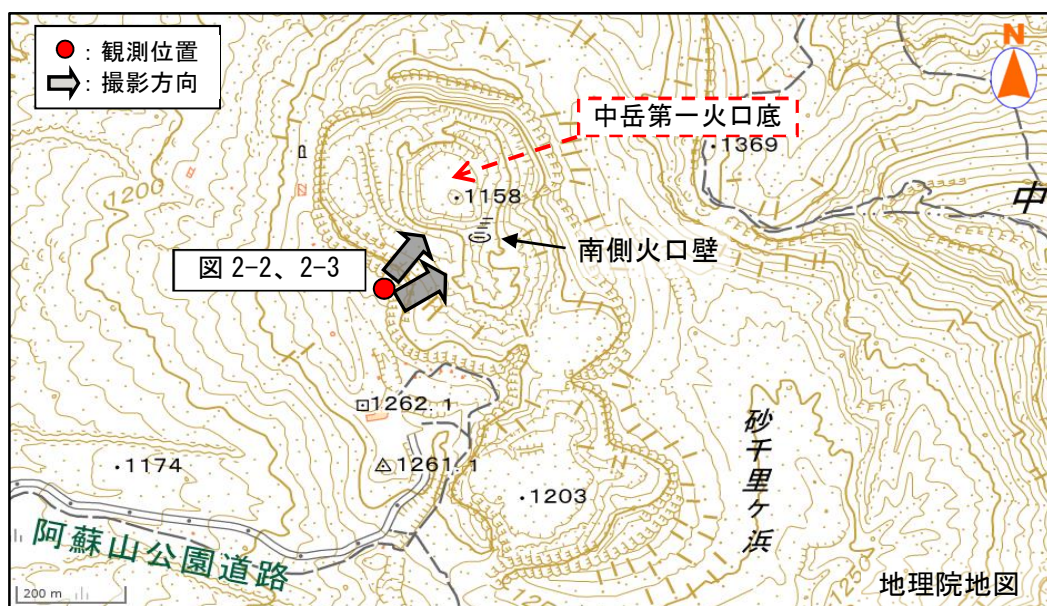 ：観測位置
：撮影方向
N
中岳第一火口底
1369
1200
中
1158
図 2-2、2-3
南側火口壁
1262.1
1174
1261.1
1203
砂千里ヶ浜
阿蘇山公園道路
200 m
1200
地理院地図